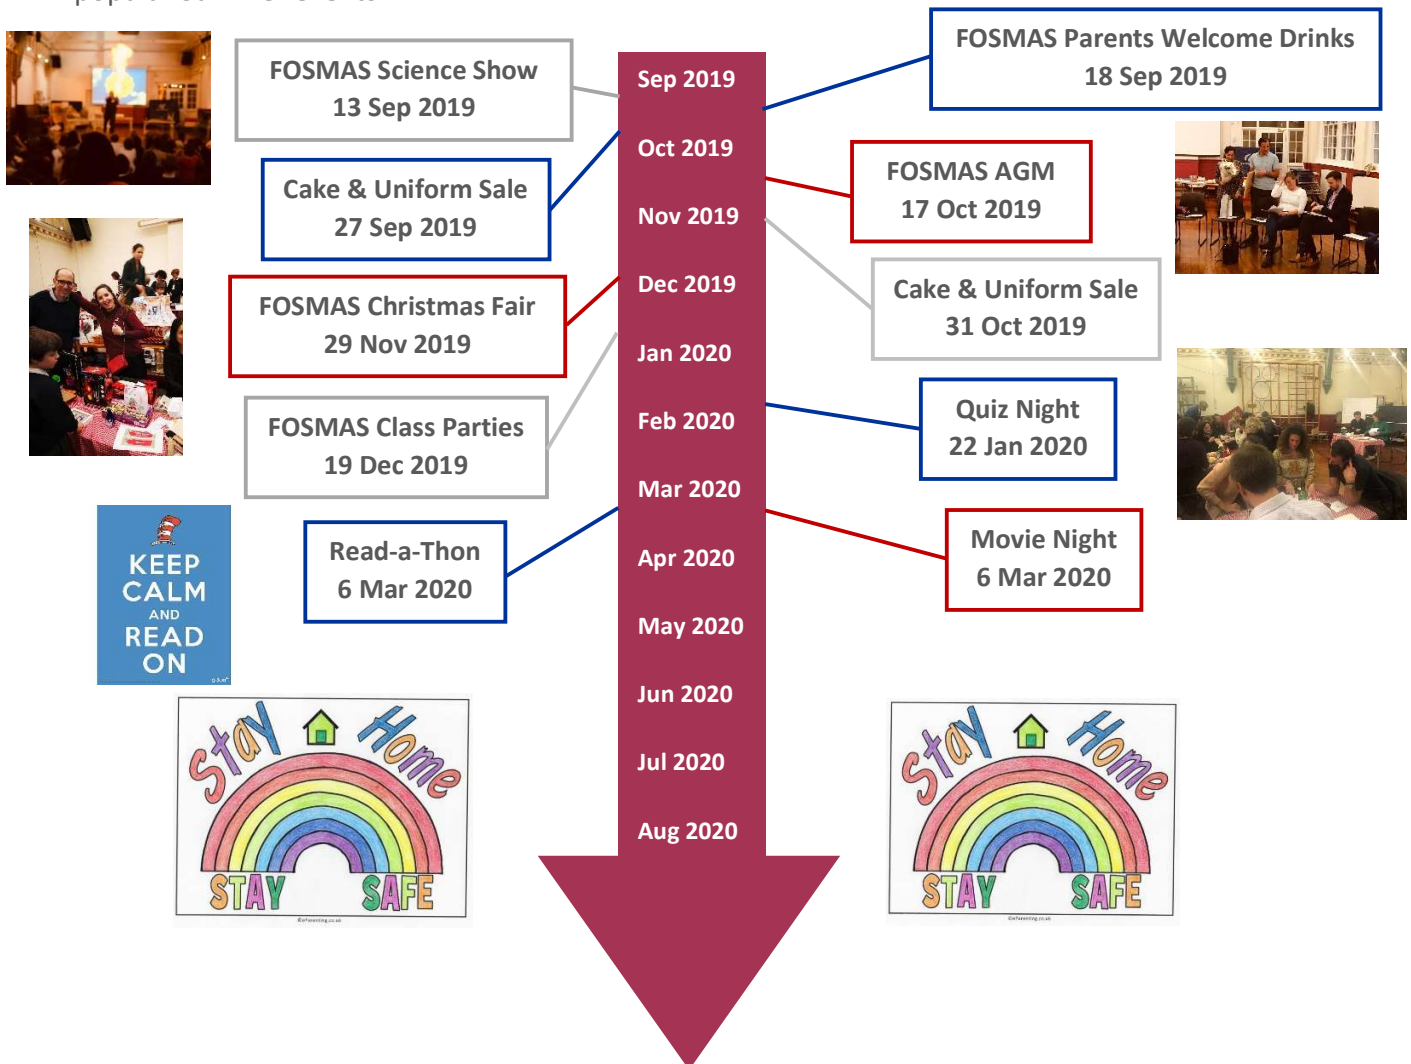 FOSMAS Science Show
13 Sep 2019
FOSMAS Parents Welcome Drinks
18 Sep 2019
Cake & Uniform Sale
27 Sep 2019
FOSMAS AGM
17 Oct 2019
FOSMAS Christmas Fair
29 Nov 2019
Cake & Uniform Sale
31 Oct 2019
FOSMAS Class Parties
19 Dec 2019
Quiz Night
22 Jan 2020
Read-a-Thon
6 Mar 2020
Movie Night
6 Mar 2020
Sep 2019
Oct 2019
Nov 2019
Dec 2019
Jan 2020
Feb 2020
Mar 2020
Apr 2020
May 2020
Jun 2020
Jul 2020
Aug 2020
KEEP
CALM
AND
READ
ON
Stay Home
STAY SAFE
Stay Home
STAY SAFE